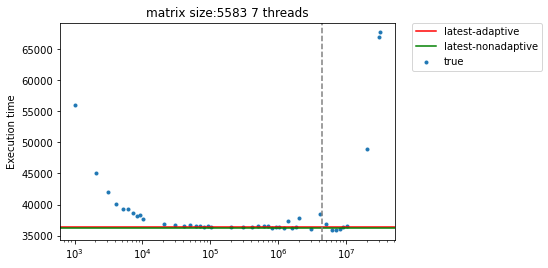 matrix size:5583 7 threads
latest-adaptive
latest-nonadaptive
true
Execution time
65000
60000
55000
50000
45000
40000
35000
10³ 10⁴ 10⁵ 10⁶ 10⁷